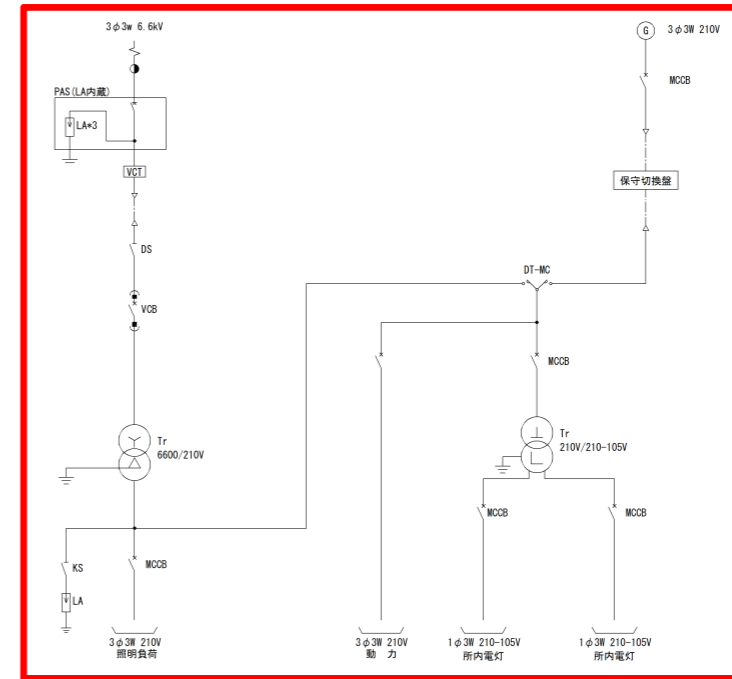 3φ3w 6.6kV
G 3φ3W 210V
MCCB
PAS(LA内蔵)
LA*3
VCT
保守切換盤
DS
DT-MC
VCB
MCCB
Tr
6600/210V
Tr
210V/210-105V
MCCB
MCCB
KS
MCCB
LA
3φ3W 210V
照明負荷
3φ3W 210V
動 力
1φ3W 210-105V
所内電灯
1φ3W 210-105V
所内電灯